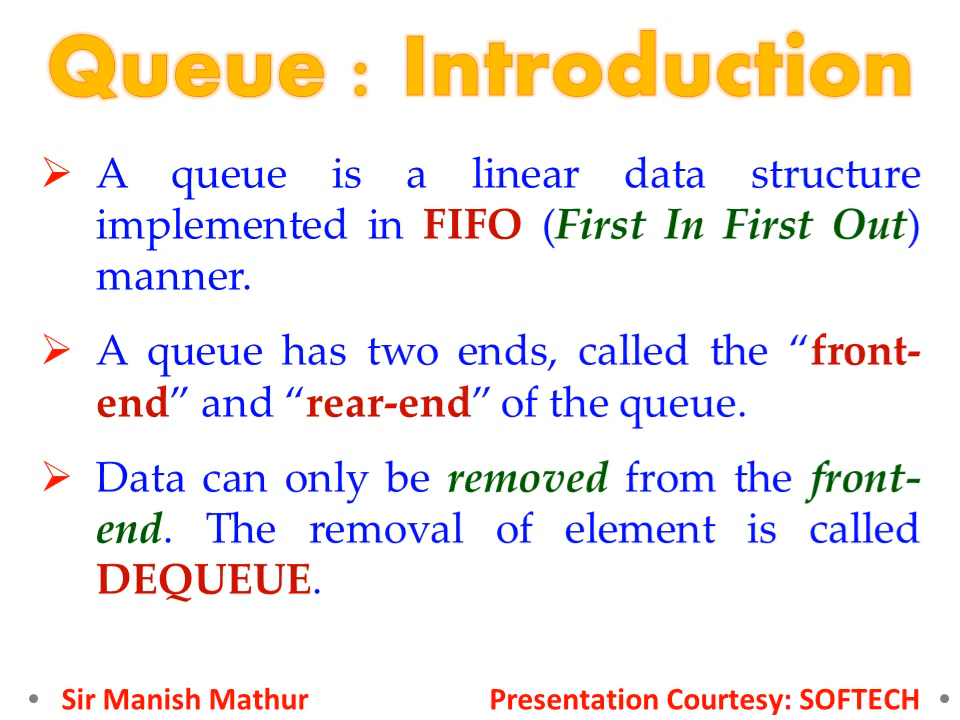 Queue : Introduction
➢ A queue is a linear data structure
implemented in FIFO (First In First Out)
manner.
➢ A queue has two ends, called the “front-
end” and “rear-end” of the queue.
➢ Data can only be removed from the front-
end. The removal of element is called
DEQUEUE.
• Sir Manish Mathur Presentation Courtesy: SOFTECH •